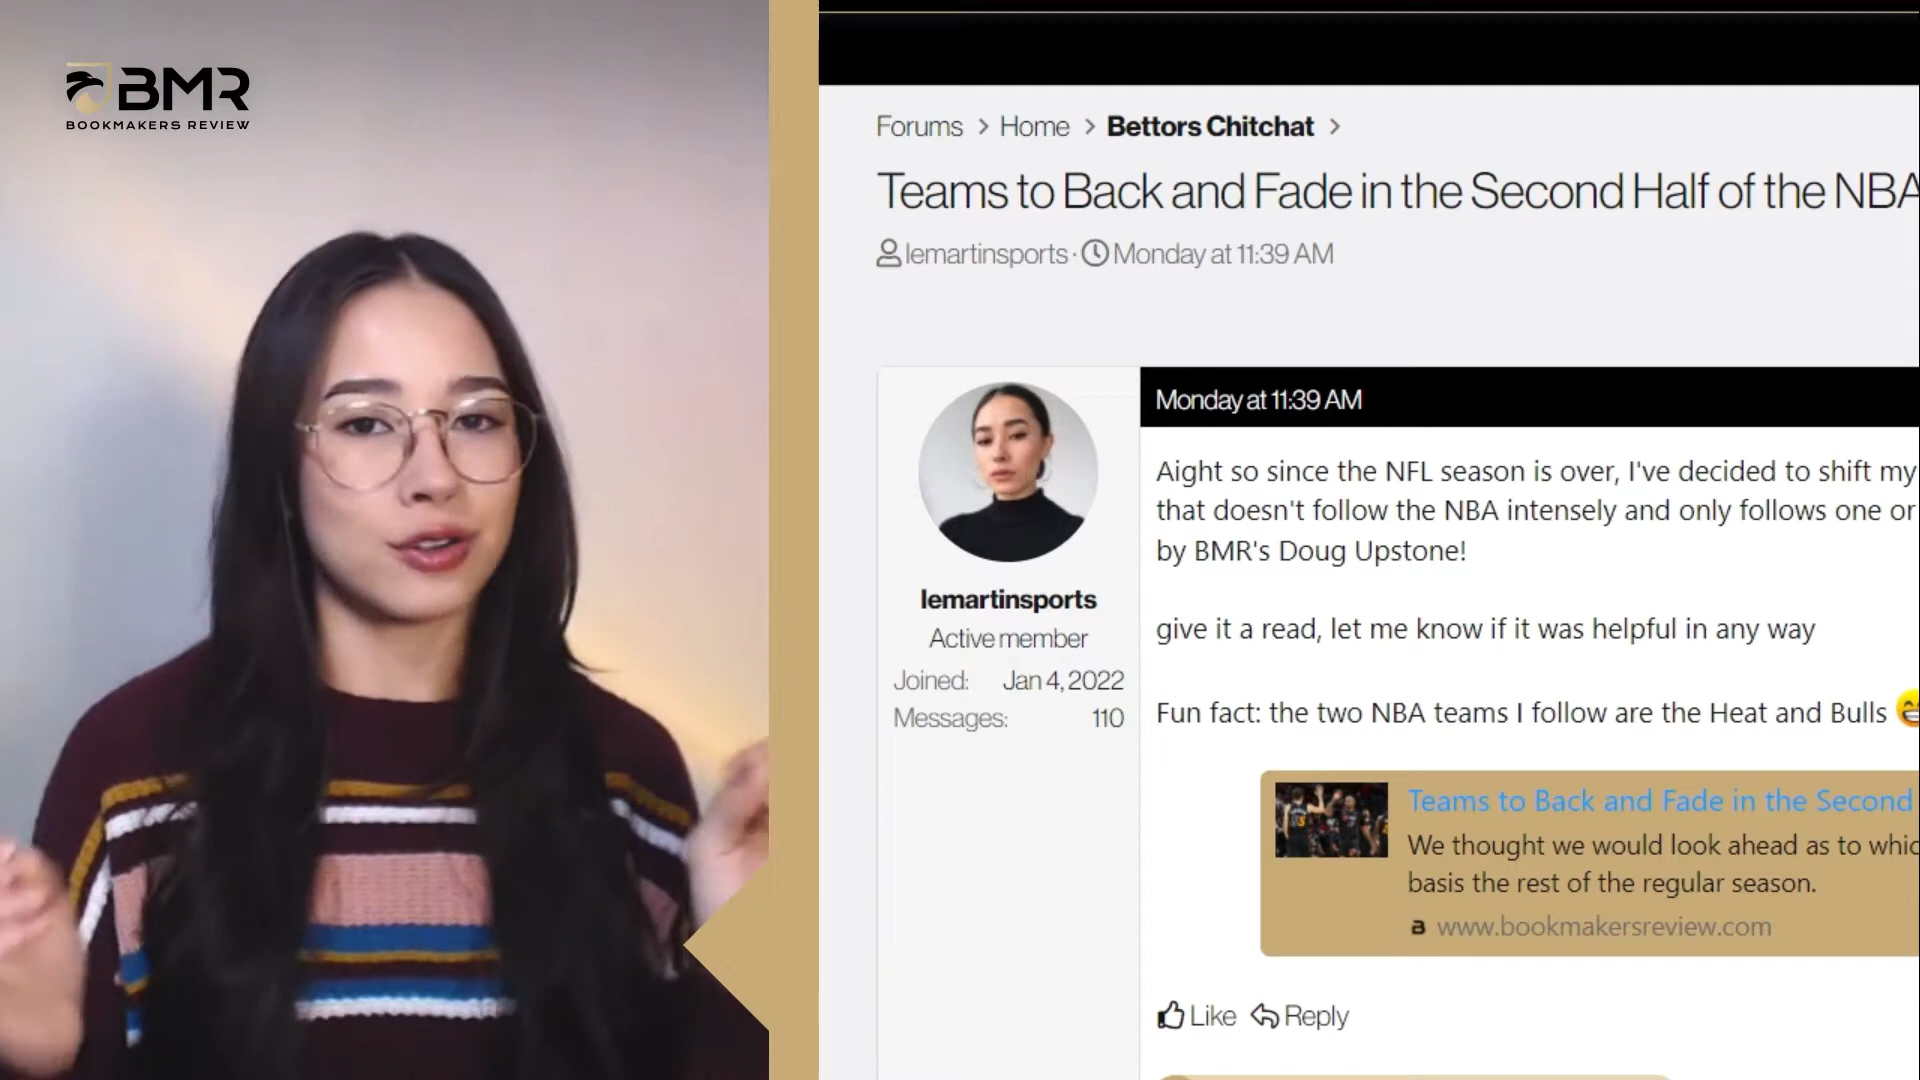 BMR
BOOKMAKERS REVIEW
Forums > Home > Bettors Chitchat >
Teams to Back and Fade in the Second Half of the NBA
lemartinsports · Monday at 11:39 AM
Monday at 11:39 AM
lemartinsports
Active member
Joined: Jan 4, 2022
Messages: 110
Aight so since the NFL season is over, I've decided to shift my
that doesn't follow the NBA intensely and only follows one or
by BMR's Doug Upstone!
give it a read, let me know if it was helpful in any way
Fun fact: the two NBA teams I follow are the Heat and Bulls
Teams to Back and Fade in the Second
We thought we would look ahead as to whic
basis the rest of the regular season.
www.bookmakersreview.com
Like Reply